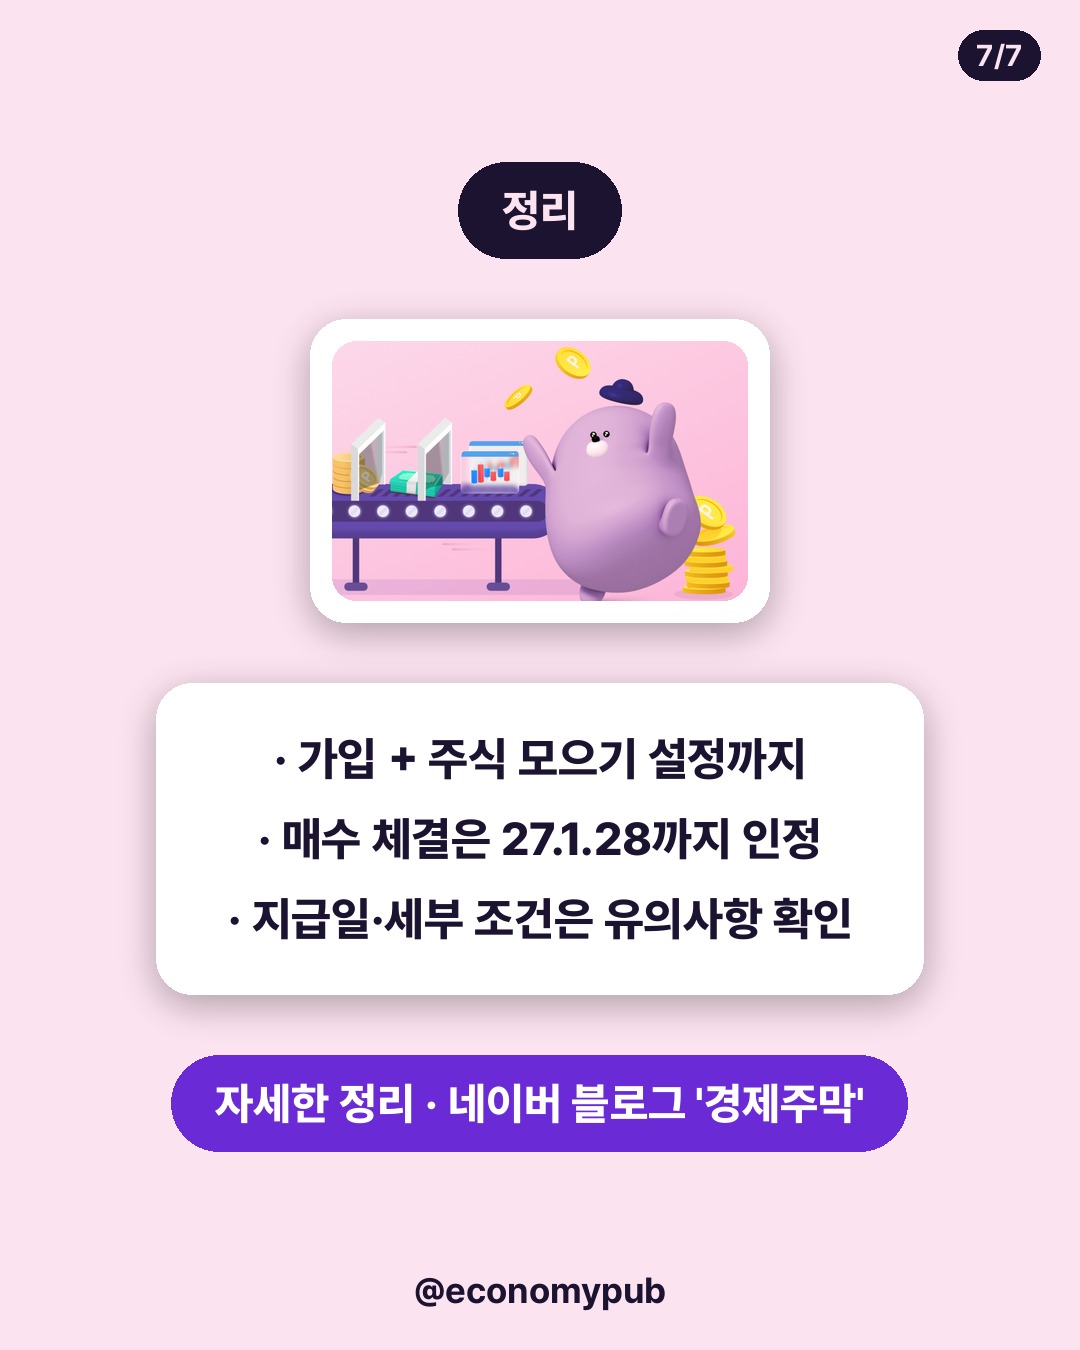 7/7
정리
· 가입 + 주식 모으기 설정까지
· 매수 체결은 27.1.28까지 인정
· 지급일·세부 조건은 유의사항 확인
자세한 정리 · 네이버 블로그 '경제주막'
@economypub